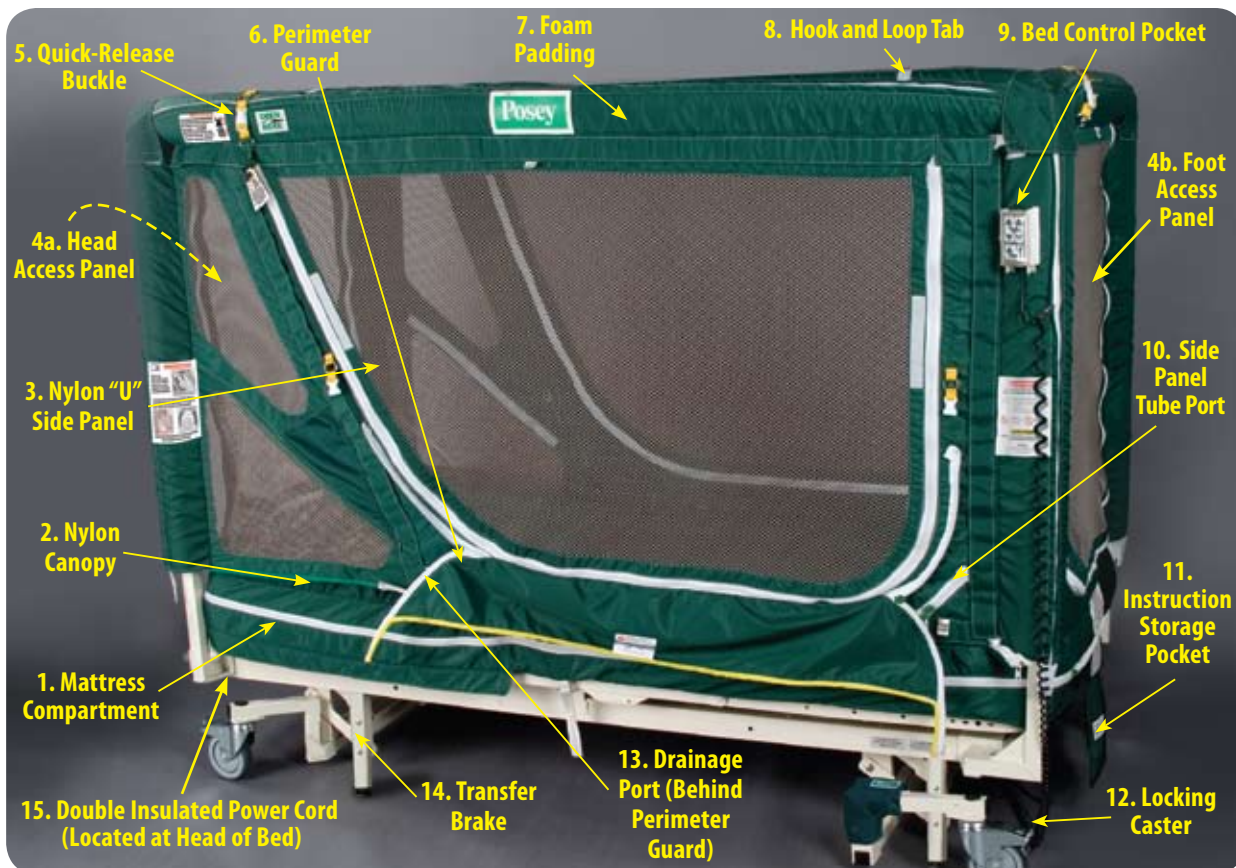 5. Quick-Release
Buckle
6. Perimeter
Guard
7. Foam
Padding
8. Hook and Loop Tab
9. Bed Control Pocket
Posey
4a. Head
Access Panel
4b. Foot
Access
Panel
3. Nylon “U”
Side Panel
10. Side
Panel
Tube Port
2. Nylon
Canopy
11.
Instruction
Storage
Pocket
1. Mattress
Compartment
13. Drainage
Port (Behind
Perimeter
Guard)
14. Transfer
Brake
15. Double Insulated Power Cord
(Located at Head of Bed)
12. Locking
Caster